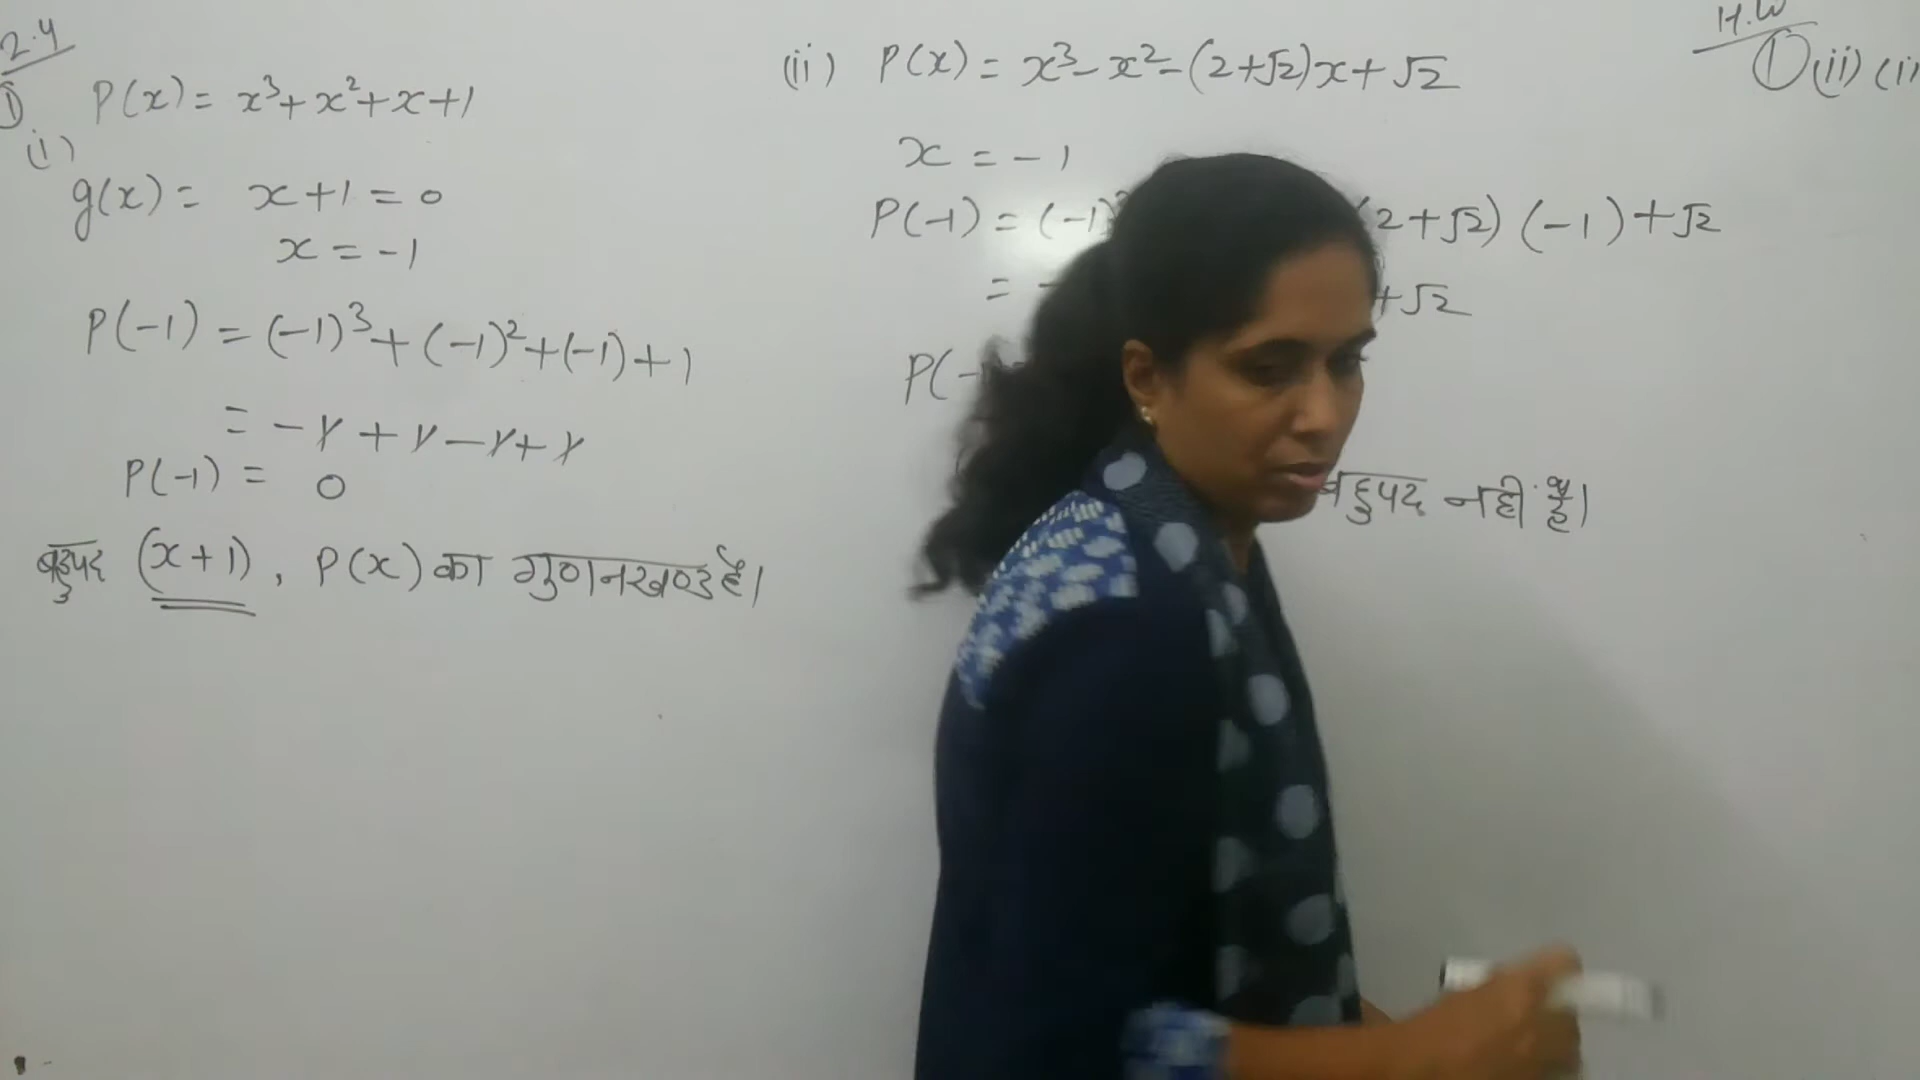 2.4
① P(x) = x³ + x² + x + 1
(i)
g(x) = x + 1 = 0
x = -1
P(-1) = (-1)³ + (-1)² + (-1) + 1
= -1 + 1 - 1 + 1
P(-1) = 0
बहुपद (x+1), P(x) का गुणनखण्ड है।
(ii) P(x) = x³ - x² - (2+√2)x + √2
x = -1
P(-1) = (-1) (2+√2) (-1) + √2
= - +√2
P(-
बहुपद नहीं है।
H.W
① (ii) (i